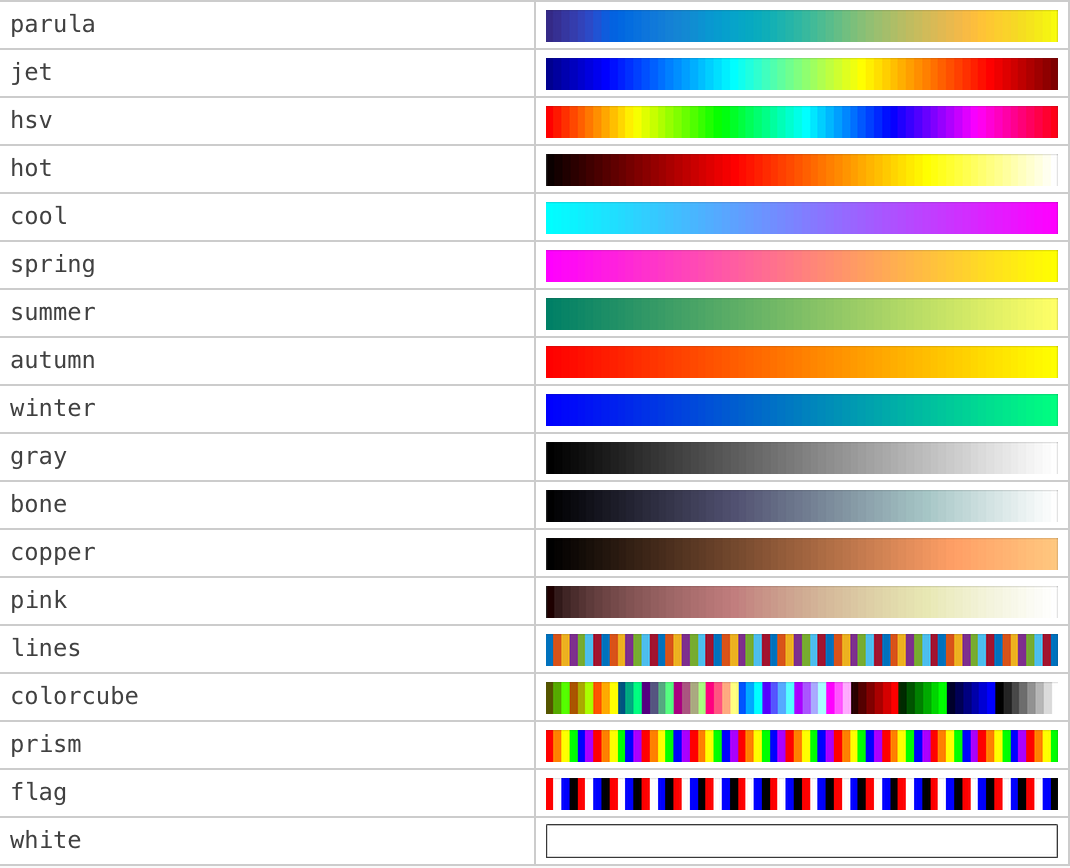 parula
jet
hsv
hot
cool
spring
summer
autumn
winter
gray
bone
copper
pink
lines
colorcube
prism
flag
white